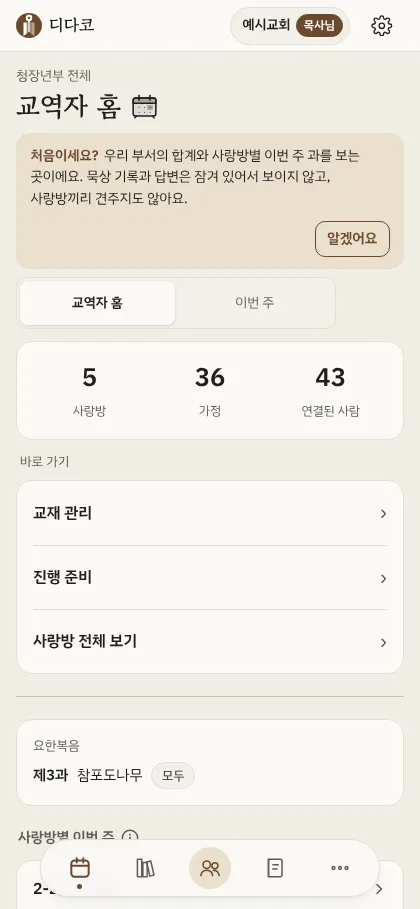 디다코
예시교회 목사님
청장년부 전체
교역자 홈
처음이세요? 우리 부서의 합계와 사랑방별 이번 주 과를 보는
곳이에요. 묵상 기록과 답변은 잠겨 있어서 보이지 않고,
사랑방끼리 견주지도 않아요.
알겠어요
교역자 홈 이번 주
5 36 43
사랑방 가정 연결된 사람
바로 가기
교재 관리
진행 준비
사랑방 전체 보기
요한복음
제3과 참포도나무 모두
사랑방별 이번 주